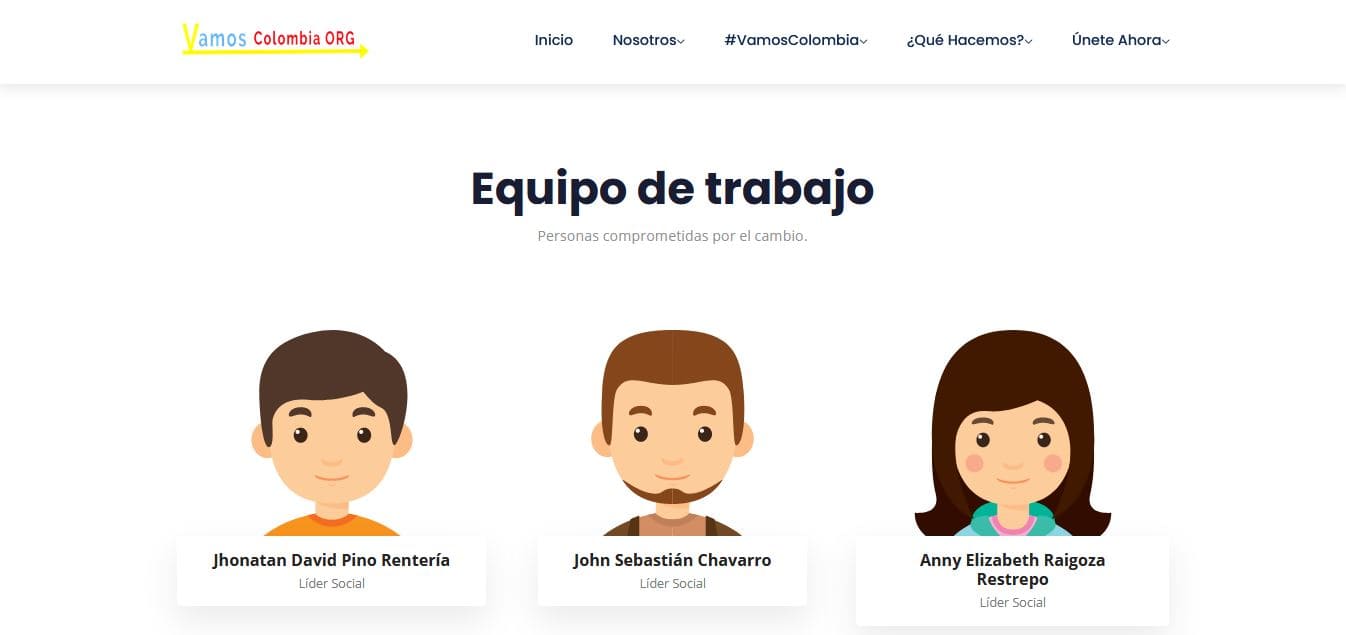 Vamos Colombia ORG
Inicio
Nosotros
#VamosColombia
¿Qué Hacemos?
Únete Ahora
Equipo de trabajo
Personas comprometidas por el cambio.
Jhonatan David Pino Rentería
Líder Social
John Sebastián Chavarro
Líder Social
Anny Elizabeth Raigoza
Restrepo
Líder Social